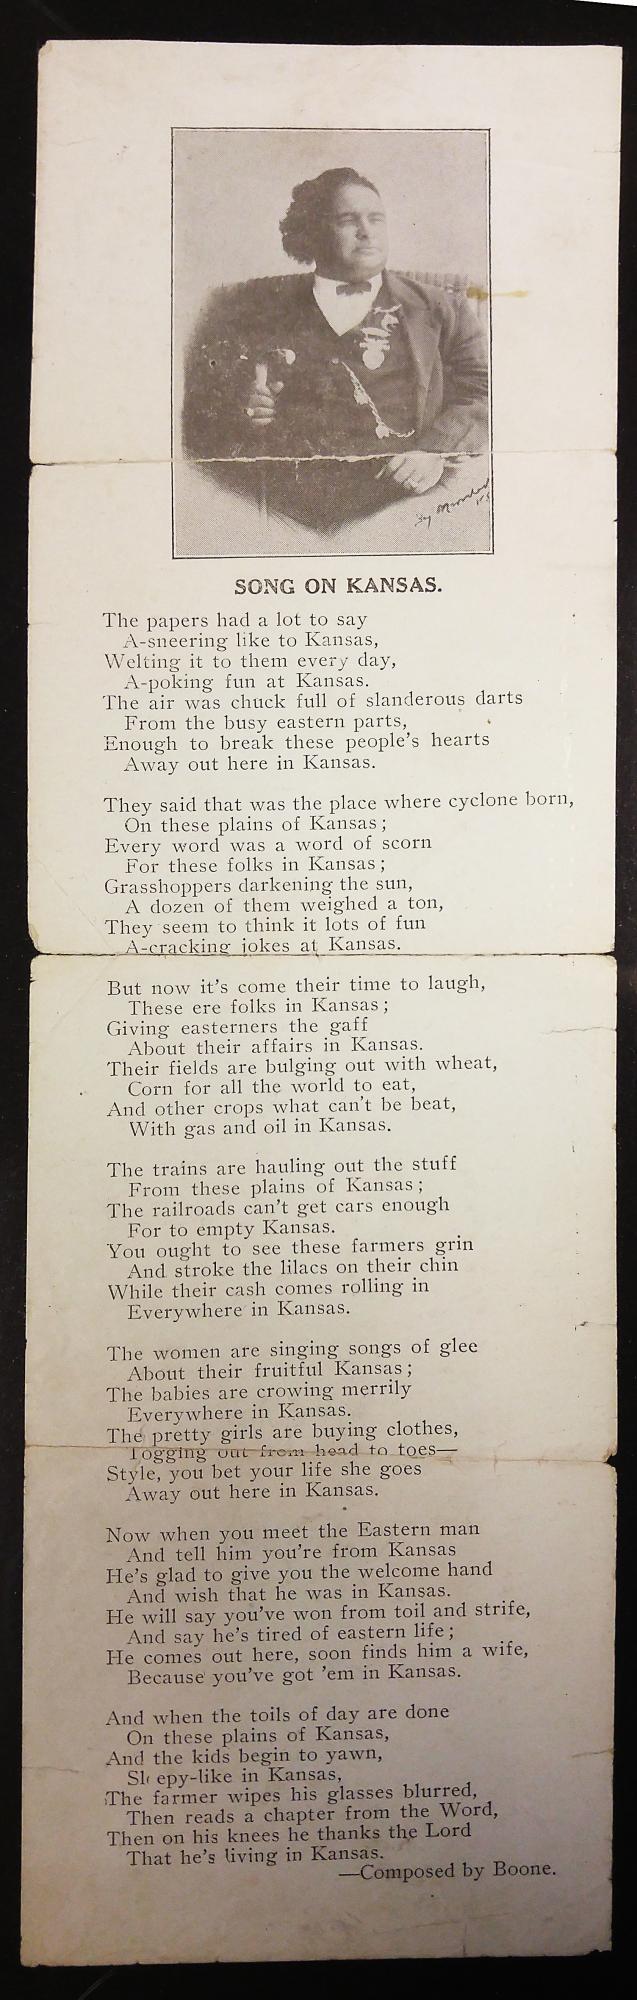 By
SONG ON KANSAS.
The papers had a lot to say
A-sneering like to Kansas,
Welting it to them every day,
A-poking fun at Kansas.
The air was chuck full of slanderous darts
From the busy eastern parts,
Enough to break these people's hearts
Away out here in Kansas.
They said that was the place where cyclone born,
On these plains of Kansas;
Every word was a word of scorn
For these folks in Kansas;
Grasshoppers darkening the sun,
A dozen of them weighed a ton,
They seem to think it lots of fun
A-cracking jokes at Kansas.
But now it's come their time to laugh,
These ere folks in Kansas;
Giving easterners the gaff
About their affairs in Kansas.
Their fields are bulging out with wheat,
Corn for all the world to eat,
And other crops what can't be beat,
With gas and oil in Kansas.
The trains are hauling out the stuff
From these plains of Kansas;
The railroads can't get cars enough
For to empty Kansas.
You ought to see these farmers grin
And stroke the lilacs on their chin
While their cash comes rolling in
Everywhere in Kansas.
The women are singing songs of glee
About their fruitful Kansas;
The babies are crowing merrily
Everywhere in Kansas.
The pretty girls are buying clothes,
Togging out from head to toes—
Style, you bet your life she goes
Away out here in Kansas.
Now when you meet the Eastern man
And tell him you're from Kansas
He's glad to give you the welcome hand
And wish that he was in Kansas.
He will say you've won from toil and strife,
And say he's tired of eastern life;
He comes out here, soon finds him a wife,
Because you've got 'em in Kansas.
And when the toils of day are done
On these plains of Kansas,
And the kids begin to yawn,
Sleepy-like in Kansas,
The farmer wipes his glasses blurred,
Then reads a chapter from the Word,
Then on his knees he thanks the Lord
That he's living in Kansas.
—Composed by Boone.